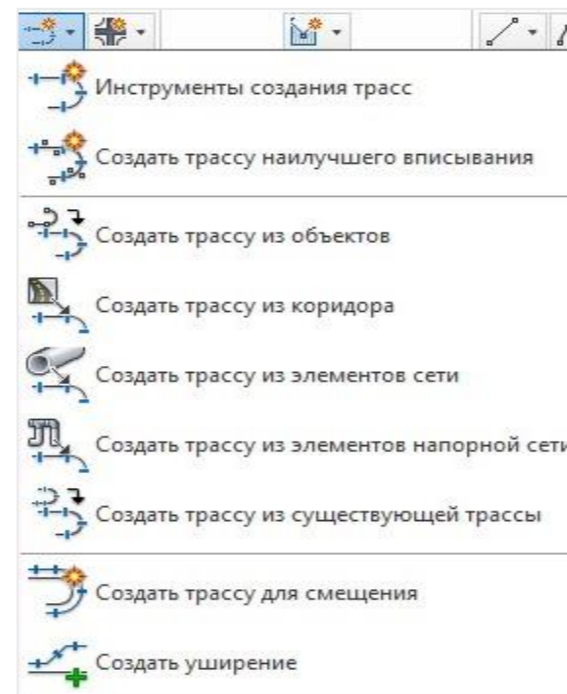 Инструменты создания трасс
Создать трассу наилучшего вписывания
Создать трассу из объектов
Создать трассу из коридора
Создать трассу из элементов сети
Создать трассу из элементов напорной сети
Создать трассу из существующей трассы
Создать трассу для смещения
Создать уширение